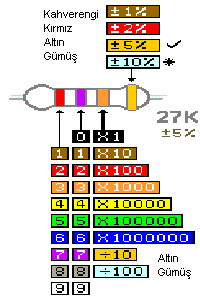 Kahverengi ±1%
Kırmız ±2%
Altın ±5%
Gümüş ±10% *
27K
±5%
0 X1
1 1 X10
2 2 X100
3 3 X1000
4 4 X10000
5 5 X100000
6 6 X1000000
7 7 ÷10 Altın
8 8 ÷100 Gümüş
9 9